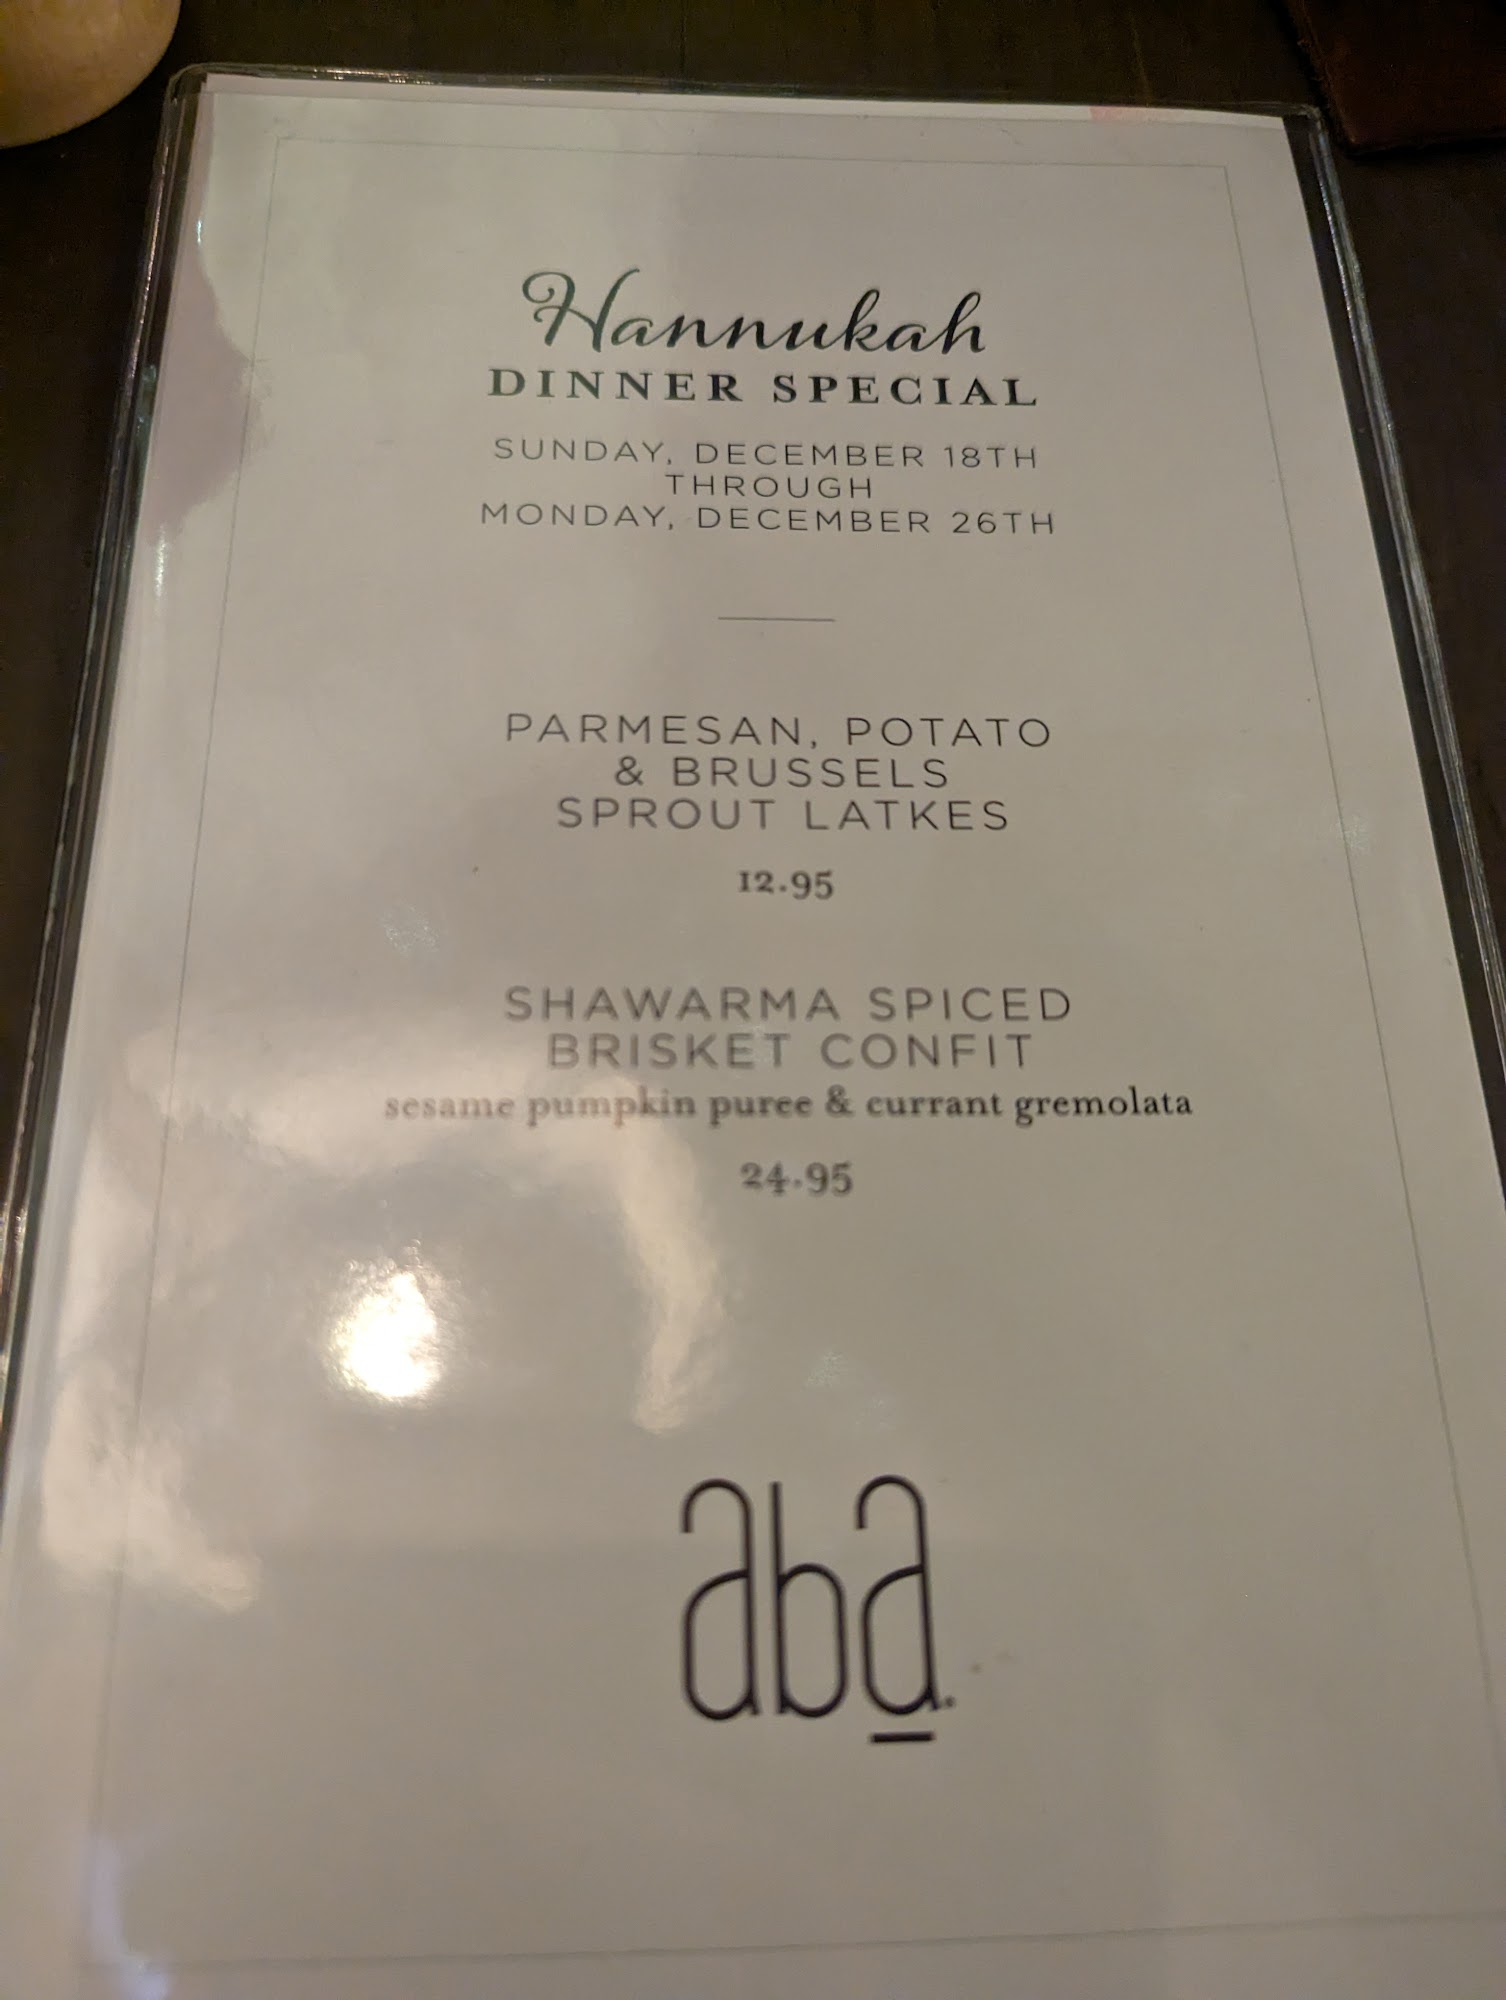 Hannukah
DINNER SPECIAL
SUNDAY, DECEMBER 18TH
THROUGH
MONDAY, DECEMBER 26TH
PARMESAN, POTATO
& BRUSSELS
SPROUT LATKES
12.95
SHAWARMA SPICED
BRISKET CONFIT
sesame pumpkin puree & currant gremolata
24.95
aba